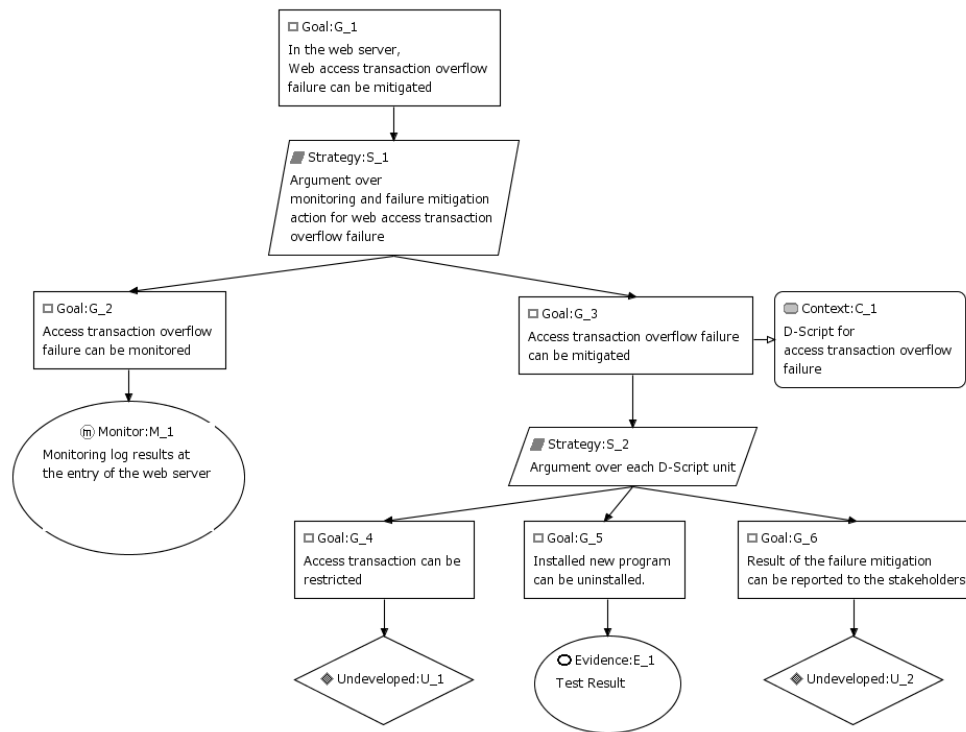 Goal:G_1
In the web server,
Web access transaction overflow
failure can be mitigated
Strategy:S_1
Argument over
monitoring and failure mitigation
action for web access transaction
overflow failure
Goal:G_2
Access transaction overflow
failure can be monitored
Goal:G_3
Access transaction overflow failure
can be mitigated
Context:C_1
D-Script for
access transaction overflow
failure
m Monitor:M_1
Monitoring log results at
the entry of the web server
Strategy:S_2
Argument over each D-Script unit
Goal:G_4
Access transaction can be
restricted
Goal:G_5
Installed new program
can be uninstalled.
Goal:G_6
Result of the failure mitigation
can be reported to the stakeholders
Undeveloped:U_1
Evidence:E_1
Test Result
Undeveloped:U_2